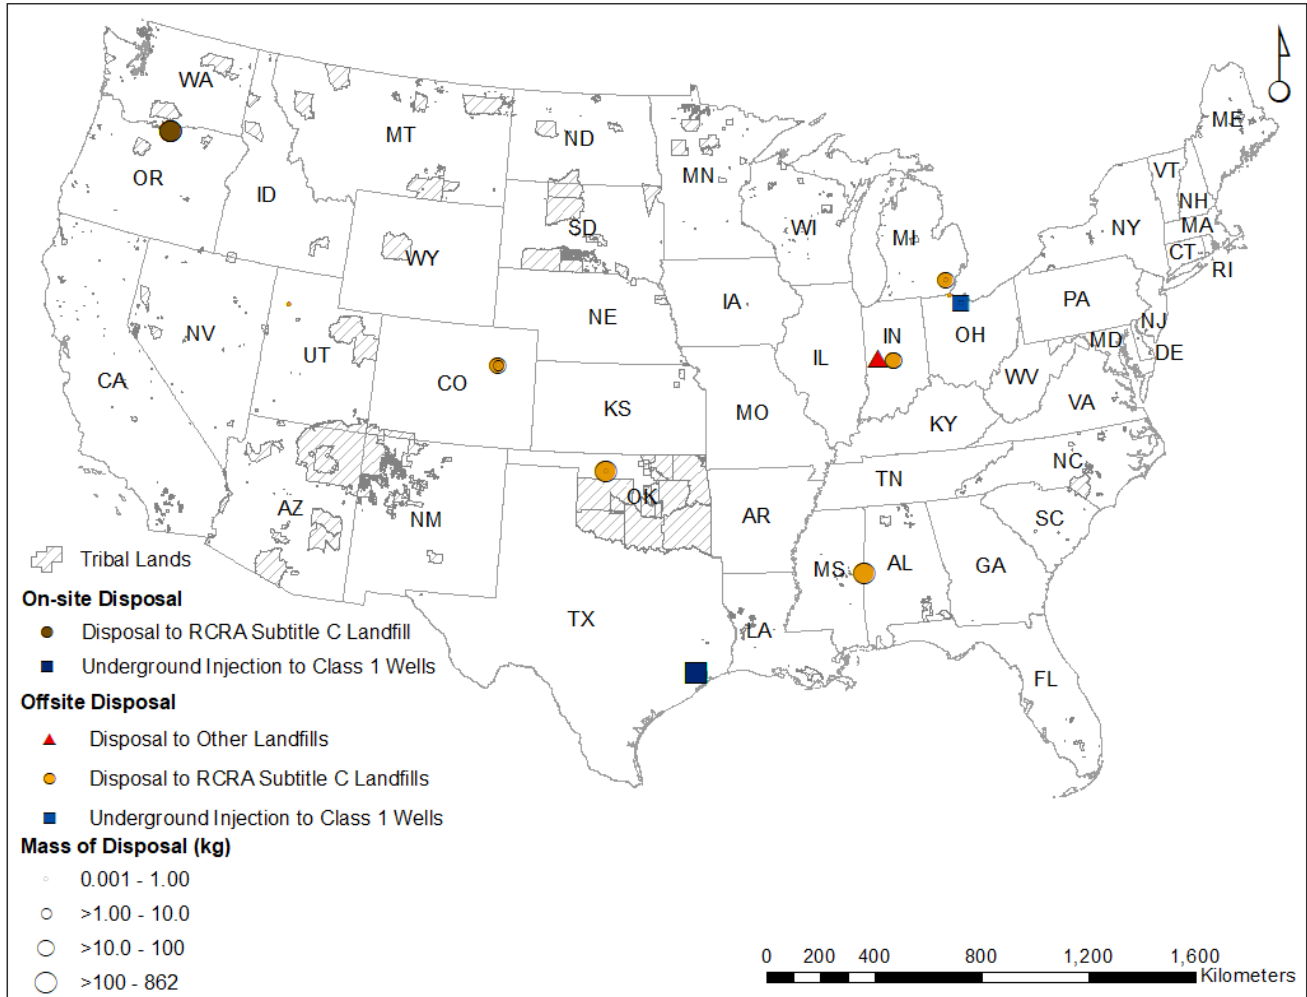 WA
OR
ID
MT
ND
MN
SD
WY
NE
IA
WI
MI
NY
VT
NH
ME
MA
CT
RI
PA
NJ
MD
DE
OH
IN
IL
WV
VA
KY
NV
UT
CO
CA
KS
MO
TN
NC
SC
AZ
NM
OK
AR
MS
AL
GA
TX
LA
FL
Tribal Lands
On-site Disposal
Disposal to RCRA Subtitle C Landfill
Underground Injection to Class 1 Wells
Offsite Disposal
Disposal to Other Landfills
Disposal to RCRA Subtitle C Landfills
Underground Injection to Class 1 Wells
Mass of Disposal (kg)
0.001 - 1.00
>1.00 - 10.0
>10.0 - 100
>100 - 862
0 200 400 800 1,200 1,600
Kilometers